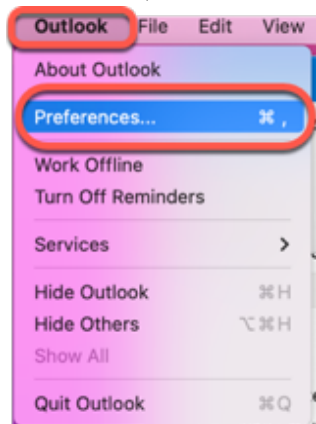 Outlook File Edit View
About Outlook
Preferences... ⌘ ,
Work Offline
Turn Off Reminders
Services >
Hide Outlook ⌘H
Hide Others ⌥⌘H
Show All
Quit Outlook ⌘Q